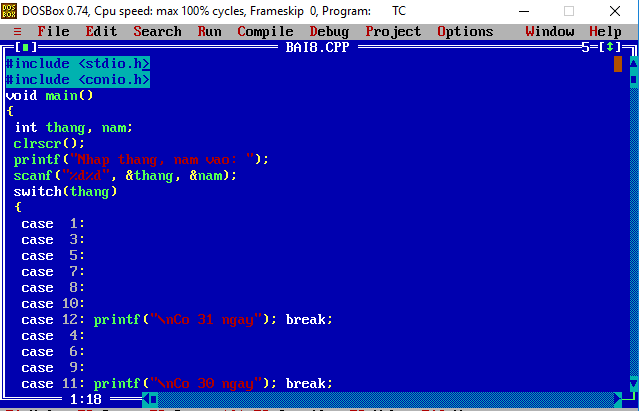 DOSBox 0.74, Cpu speed: max 100% cycles, Frameskip 0, Program: TC
≡ File Edit Search Run Compile Debug Project Options Window Help
BAI8.CPP 5
#include <stdio.h>
#include <conio.h>
void main()
{
int thang, nam;
clrscr();
printf("Nhap thang, nam vao: ");
scanf("%d%d", &thang, &nam);
switch(thang)
{
case 1:
case 3:
case 5:
case 7:
case 8:
case 10:
case 12: printf("\nCo 31 ngay"); break;
case 4:
case 6:
case 9:
case 11: printf("\nCo 30 ngay"); break;
1:18